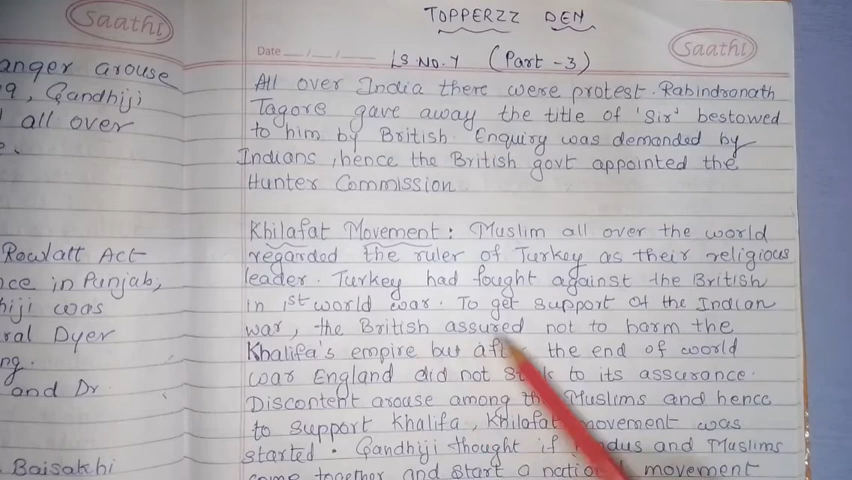 TOPPERZZ DEN
saathi
saathi
Date
LS.NO.7 (Part -3)
anger arouse
9, Gandhiji
all over
e.
Rowlatt Act
nce in Punjab,
hiji was
ral Dyer
ng.
and Dr.
Baisakhi
All over India there were protest. Rabindranath
Tagore gave away the title of 'Sir' bestowed
to him by British. Enquiry was demanded by
Indians, hence the British govt appointed the
Hunter Commission
Khilafat Movement: Muslim all over the world
regarded the ruler of Turkey as their religious
leader. Turkey had fought against the British
in 1st world war. To get support of the Indian
war, the British assured not to harm the
Khalifa's empire but after the end of world
war England did not stick to its assurance.
Discontent arouse among the Muslims and hence
to support Khalifa, Khilafat movement was
started. Gandhiji thought if Hindus and Muslims
come together and start a national movement